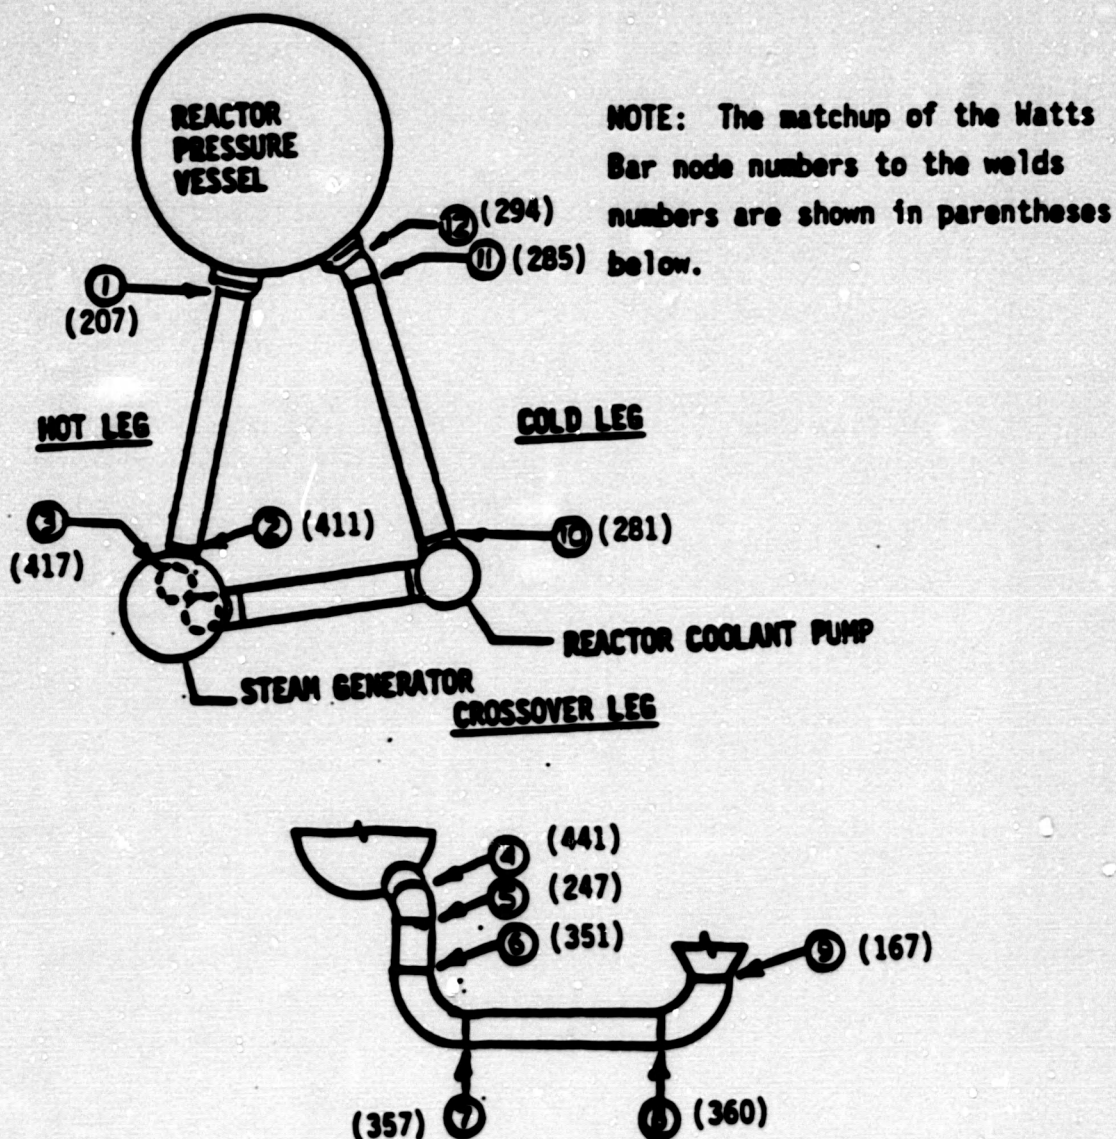 REACTOR
PRESSURE
VESSEL
NOTE: The matchup of the Watts
Bar node numbers to the welds
numbers are shown in parentheses
below.
12 (294)
11 (285)
1
(207)
HOT LEG
COLD LEG
3
(417)
2 (411)
10 (281)
REACTOR COOLANT PUMP
STEAM GENERATOR
CROSSOVER LEG
4 (441)
5 (247)
6 (351)
9 (167)
(357) 7
8 (360)